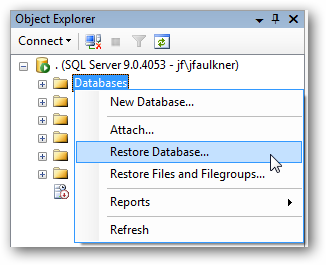 Object Explorer
Connect
. (SQL Server 9.0.4053 - jf\jfaulkner)
Databases
New Database...
Attach...
Restore Database...
Restore Files and Filegroups...
Reports
Refresh